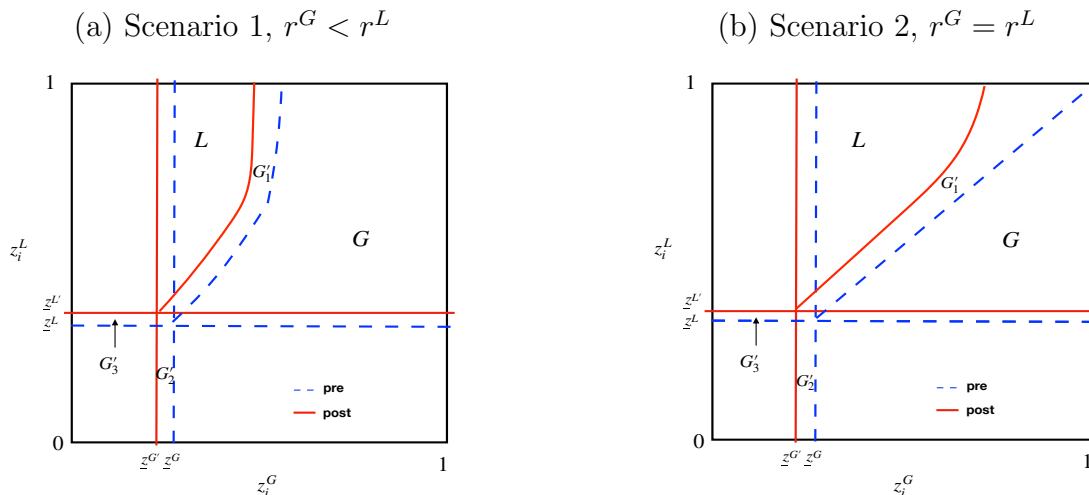 (a) Scenario 1, r^G < r^L
1
L
G'_1
G
z_i^L
z̲^{L'}
z̲^L
G'_3
G'_2
pre
post
0
z̲^{G'} z̲^G
1
z_i^G
(b) Scenario 2, r^G = r^L
1
L
G'_1
G
z_i^L
z̲^{L'}
z̲^L
G'_3
G'_2
pre
post
0
z̲^{G'} z̲^G
1
z_i^G